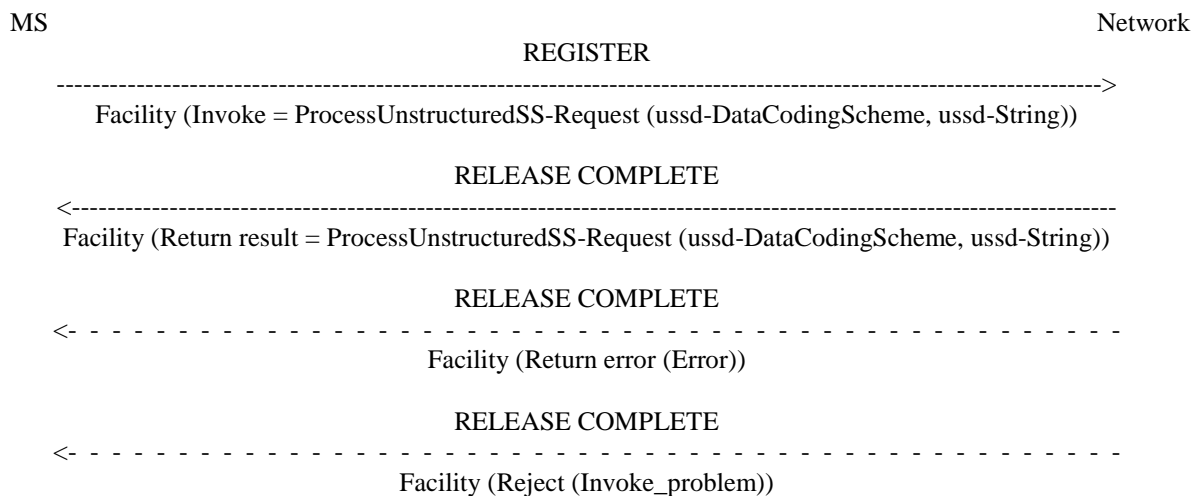 MS Network
REGISTER
Facility (Invoke = ProcessUnstructuredSS-Request (ussd-DataCodingScheme, ussd-String))
RELEASE COMPLETE
Facility (Return result = ProcessUnstructuredSS-Request (ussd-DataCodingScheme, ussd-String))
RELEASE COMPLETE
Facility (Return error (Error))
RELEASE COMPLETE
Facility (Reject (Invoke_problem))